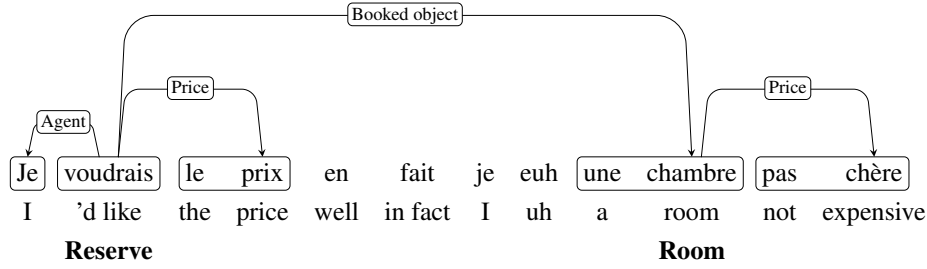 Booked object
Price Price
Agent
Je voudrais le prix en fait je euh une chambre pas chère
I 'd like the price well in fact I uh a room not expensive
Reserve Room